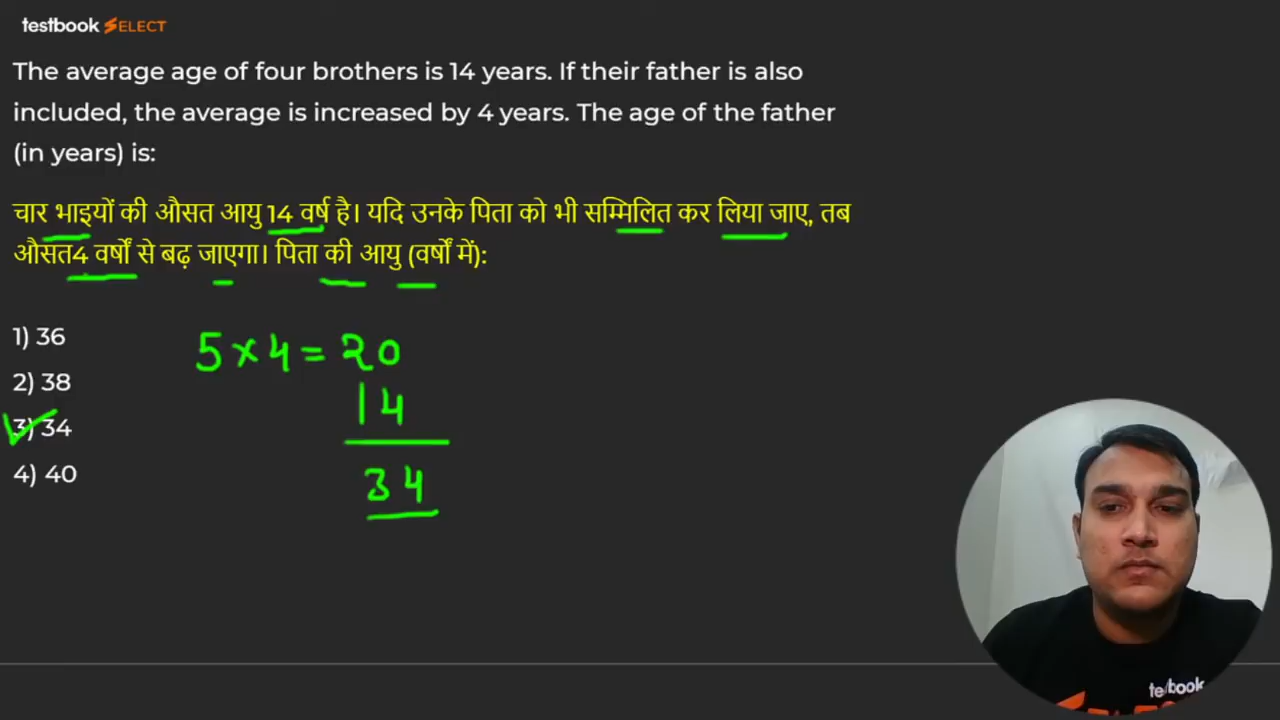 testbook SELECT
The average age of four brothers is 14 years. If their father is also
included, the average is increased by 4 years. The age of the father
(in years) is:
चार भाइयों की औसत आयु 14 वर्ष है। यदि उनके पिता को भी सम्मिलित कर लिया जाए, तब
औसत4 वर्षों से बढ़ जाएगा। पिता की आयु (वर्षों में):
1) 36
2) 38
3) 34
4) 40
5 × 4 = 20
14
34